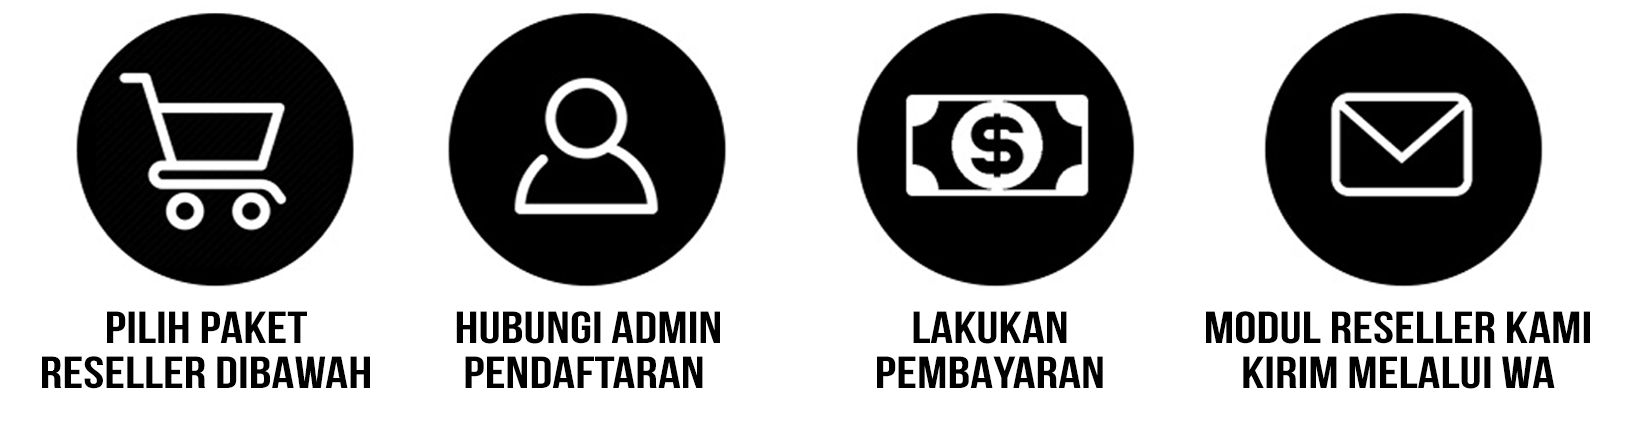 PILIH PAKET
RESELLER DIBAWAH
HUBUNGI ADMIN
PENDAFTARAN
$
LAKUKAN
PEMBAYARAN
MODUL RESELLER KAMI
KIRIM MELALUI WA